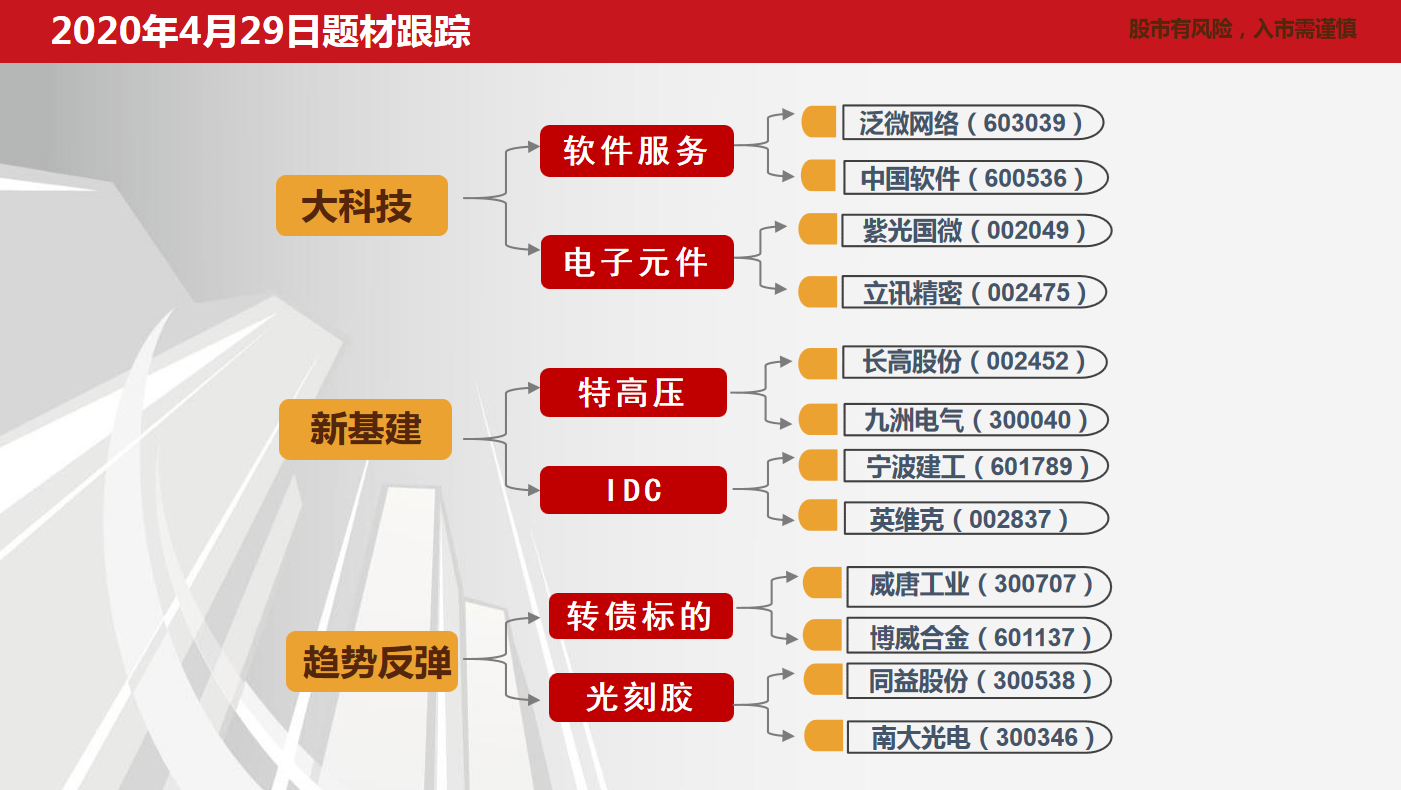 2020年4月29日题材跟踪
股市有风险，入市需谨慎
大科技
软件服务
泛微网络（603039）
中国软件（600536）
电子元件
紫光国微（002049）
立讯精密（002475）
新基建
特高压
长高股份（002452）
九洲电气（300040）
IDC
宁波建工（601789）
英维克（002837）
趋势反弹
转债标的
威唐工业（300707）
博威合金（601137）
光刻胶
同益股份（300538）
南大光电（300346）